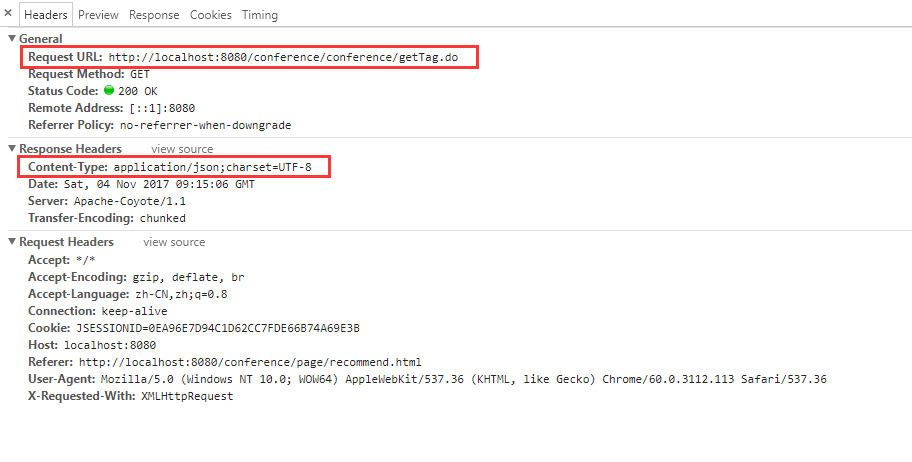 Headers Preview Response Cookies Timing
General
Request URL: http://localhost:8080/conference/conference/getTag.do
Request Method: GET
Status Code: 200 OK
Remote Address: [::1]:8080
Referrer Policy: no-referrer-when-downgrade
Response Headers view source
Content-Type: application/json;charset=UTF-8
Date: Sat, 04 Nov 2017 09:15:06 GMT
Server: Apache-Coyote/1.1
Transfer-Encoding: chunked
Request Headers view source
Accept: */*
Accept-Encoding: gzip, deflate, br
Accept-Language: zh-CN,zh;q=0.8
Connection: keep-alive
Cookie: JSESSIONID=0EA96E7D94C1D62CC7FDE66B74A69E3B
Host: localhost:8080
Referer: http://localhost:8080/conference/page/recommend.html
User-Agent: Mozilla/5.0 (Windows NT 10.0; WOW64) AppleWebKit/537.36 (KHTML, like Gecko) Chrome/60.0.3112.113 Safari/537.36
X-Requested-With: XMLHttpRequest